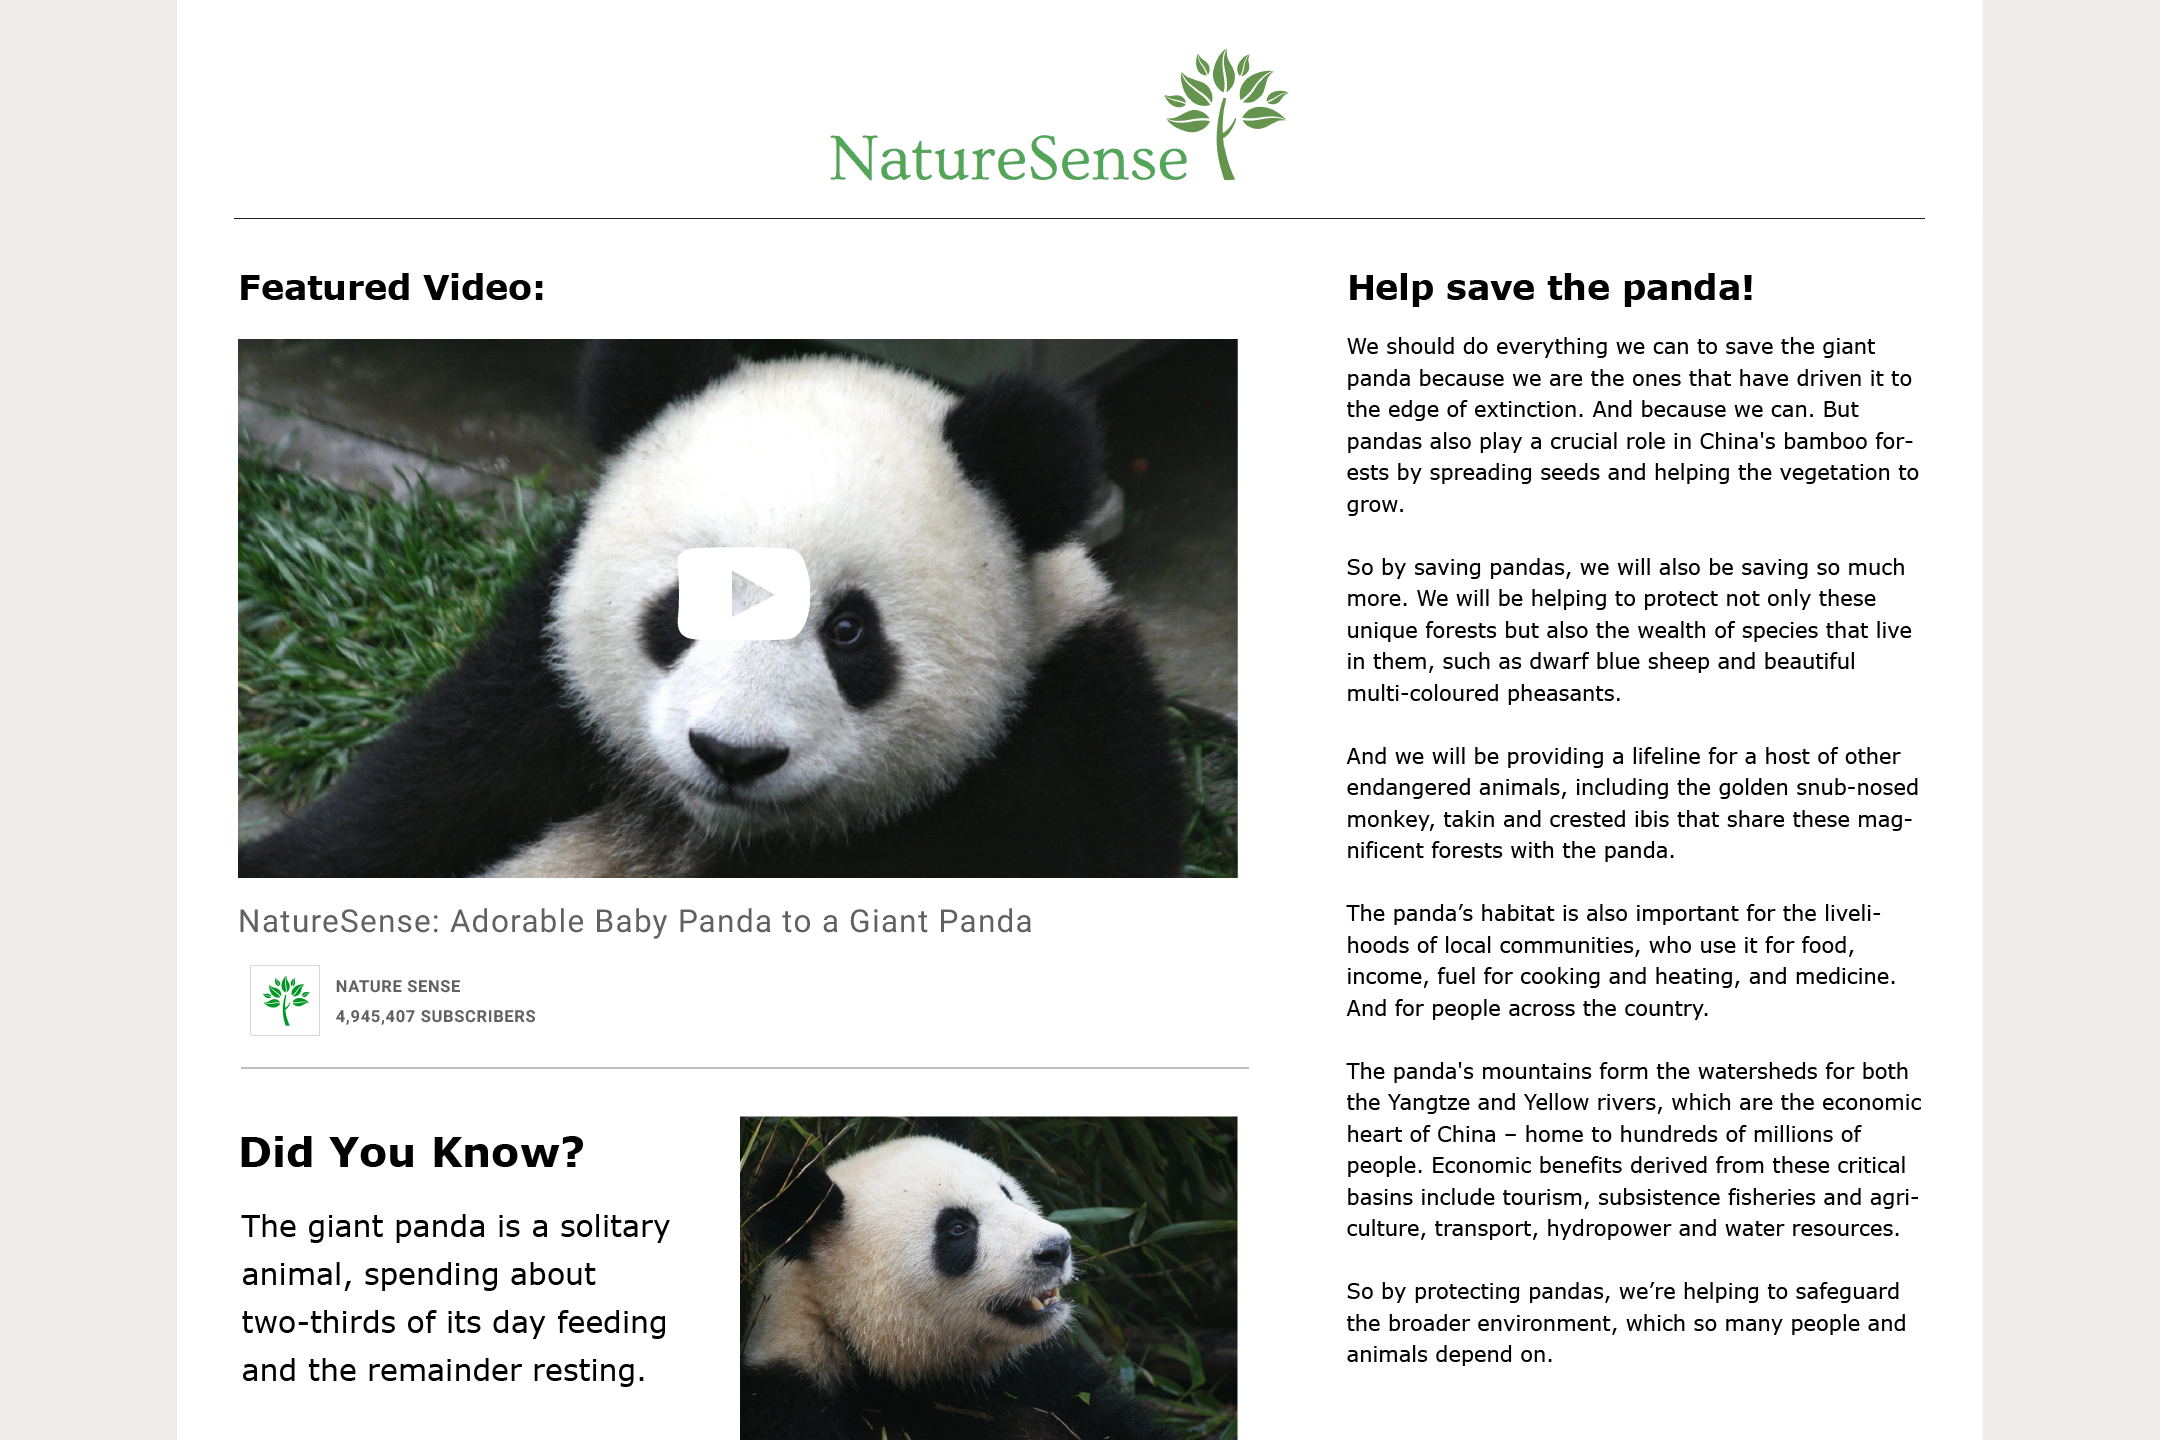 NatureSense
Featured Video:
NatureSense: Adorable Baby Panda to a Giant Panda
NATURE SENSE
4,945,407 SUBSCRIBERS
Did You Know?
The giant panda is a solitary
animal, spending about
two-thirds of its day feeding
and the remainder resting.
Help save the panda!
We should do everything we can to save the giant
panda because we are the ones that have driven it to
the edge of extinction. And because we can. But
pandas also play a crucial role in China's bamboo for-
ests by spreading seeds and helping the vegetation to
grow.
So by saving pandas, we will also be saving so much
more. We will be helping to protect not only these
unique forests but also the wealth of species that live
in them, such as dwarf blue sheep and beautiful
multi-coloured pheasants.
And we will be providing a lifeline for a host of other
endangered animals, including the golden snub-nosed
monkey, takin and crested ibis that share these mag-
nificent forests with the panda.
The panda’s habitat is also important for the liveli-
hoods of local communities, who use it for food,
income, fuel for cooking and heating, and medicine.
And for people across the country.
The panda's mountains form the watersheds for both
the Yangtze and Yellow rivers, which are the economic
heart of China – home to hundreds of millions of
people. Economic benefits derived from these critical
basins include tourism, subsistence fisheries and agri-
culture, transport, hydropower and water resources.
So by protecting pandas, we’re helping to safeguard
the broader environment, which so many people and
animals depend on.